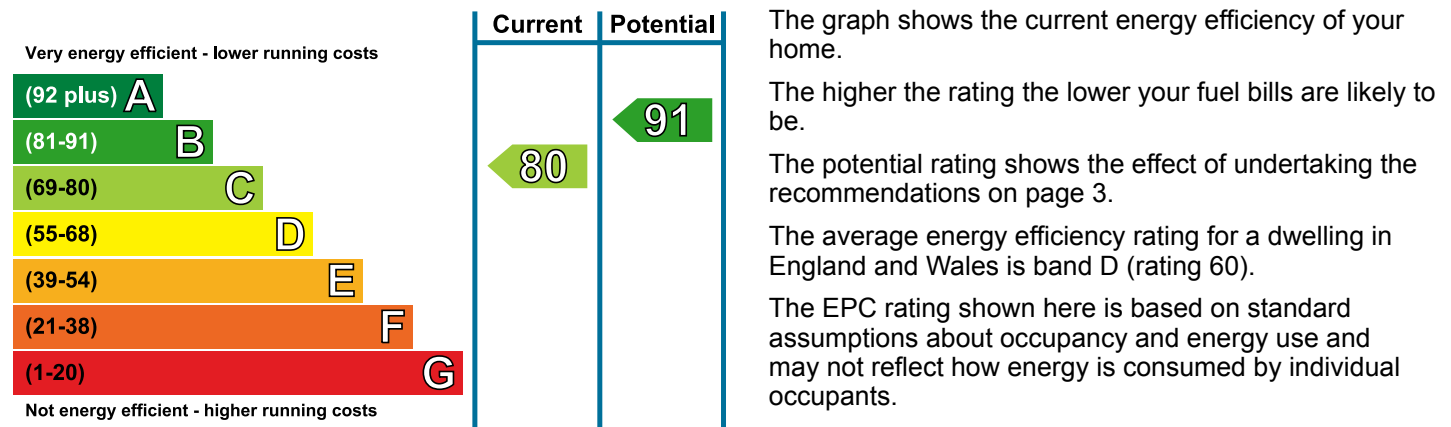 Current Potential
Very energy efficient - lower running costs
(92 plus) A
(81-91) B
(69-80) C
(55-68) D
(39-54) E
(21-38) F
(1-20) G
Not energy efficient - higher running costs
80
91
The graph shows the current energy efficiency of your
home.
The higher the rating the lower your fuel bills are likely to
be.
The potential rating shows the effect of undertaking the
recommendations on page 3.
The average energy efficiency rating for a dwelling in
England and Wales is band D (rating 60).
The EPC rating shown here is based on standard
assumptions about occupancy and energy use and
may not reflect how energy is consumed by individual
occupants.